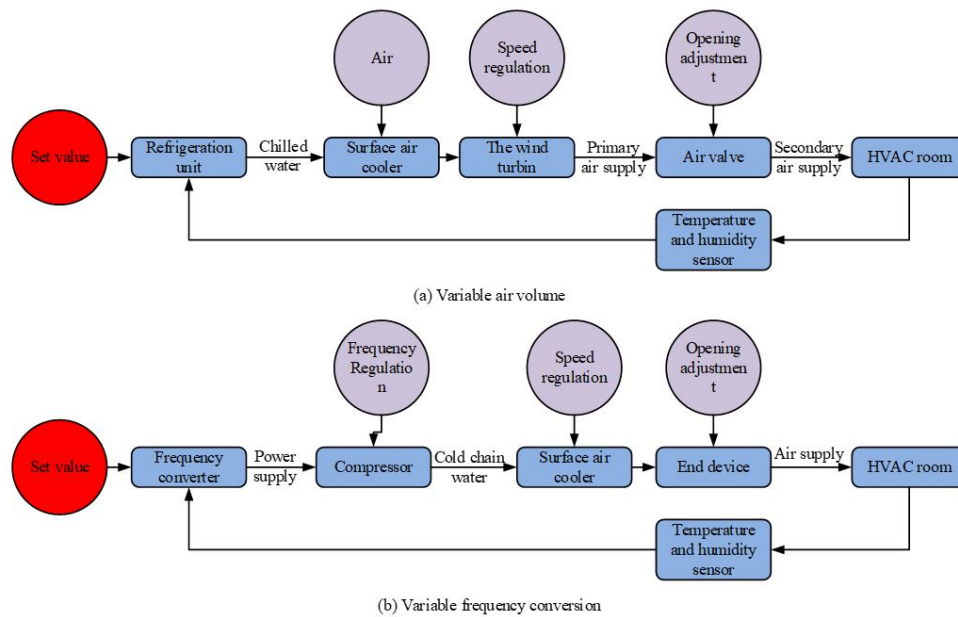 Air
Speed
regulation
Opening
adjustmen
t
Set value
Refrigeration
unit
Chilled
water
Surface air
cooler
The wind
turbin
Primary
air supply
Air valve
Secondary
air supply
HVAC room
Temperature
and humidity
sensor
(a) Variable air volume
Frequency
Regulatio
n
Speed
regulation
Opening
adjustmen
t
Set value
Frequency
converter
Power
supply
Compressor
Cold chain
water
Surface air
cooler
End device
Air supply
HVAC room
Temperature
and humidity
sensor
(b) Variable frequency conversion